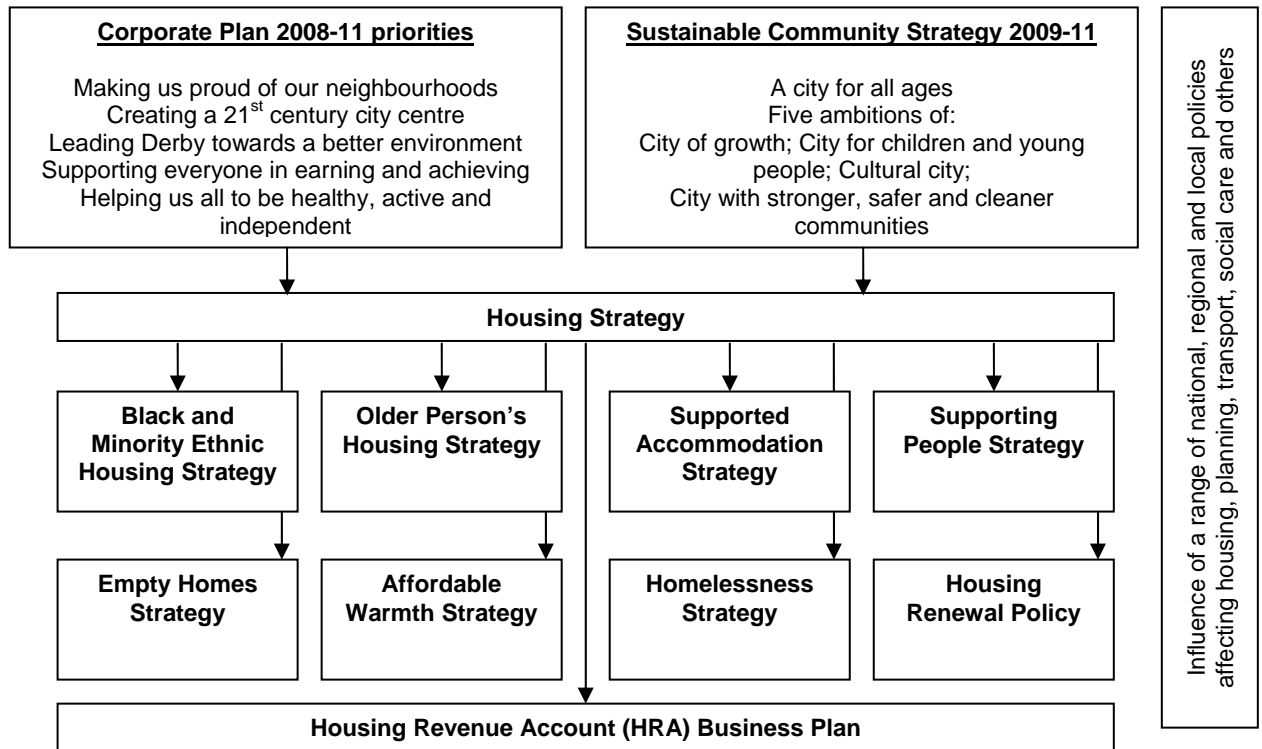 Corporate Plan 2008-11 priorities
Making us proud of our neighbourhoods
Creating a 21st century city centre
Leading Derby towards a better environment
Supporting everyone in earning and achieving
Helping us all to be healthy, active and
independent
Sustainable Community Strategy 2009-11
A city for all ages
Five ambitions of:
City of growth; City for children and young
people; Cultural city;
City with stronger, safer and cleaner
communities
Influence of a range of national, regional and local policies
affecting housing, planning, transport, social care and others
Housing Strategy
Black and
Minority Ethnic
Housing Strategy
Older Person’s
Housing Strategy
Supported
Accommodation
Strategy
Supporting
People Strategy
Empty Homes
Strategy
Affordable
Warmth Strategy
Homelessness
Strategy
Housing
Renewal Policy
Housing Revenue Account (HRA) Business Plan